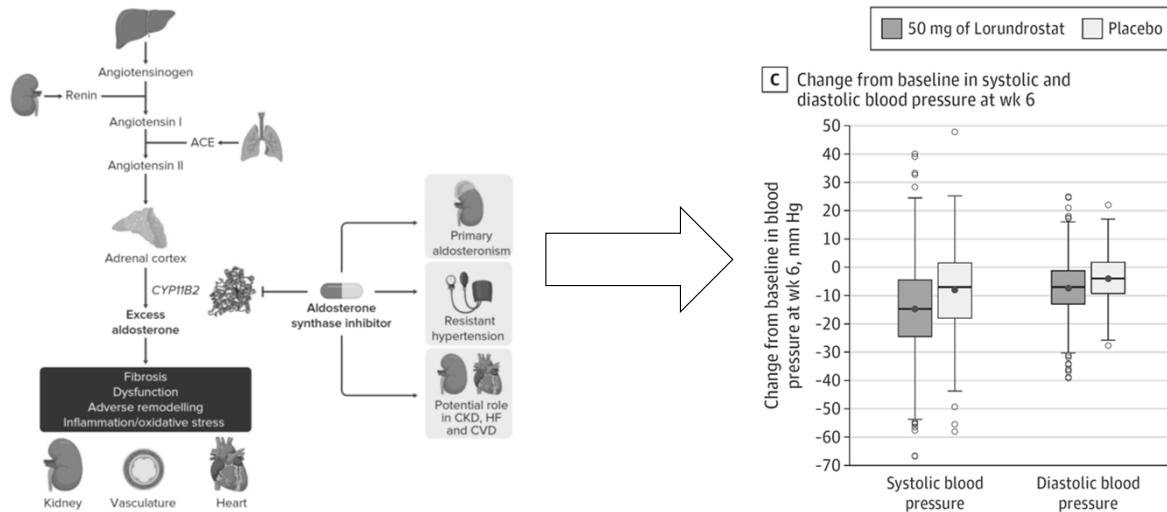 Angiotensinogen
Renin
Angiotensin I
ACE
Angiotensin II
Adrenal cortex
CYP11B2
Excess
aldosterone
Fibrosis
Dysfunction
Adverse remodelling
Inflammation/oxidative stress
Kidney
Vasculature
Heart
Aldosterone
synthase inhibitor
Primary
aldosteronism
Resistant
hypertension
Potential role
in CKD, HF
and CVD
50 mg of Lorundrostat
Placebo
C Change from baseline in systolic and
diastolic blood pressure at wk 6
Change from baseline in blood
pressure at wk 6, mm Hg
50
40
30
20
10
0
-10
-20
-30
-40
-50
-60
-70
Systolic blood
pressure
Diastolic blood
pressure